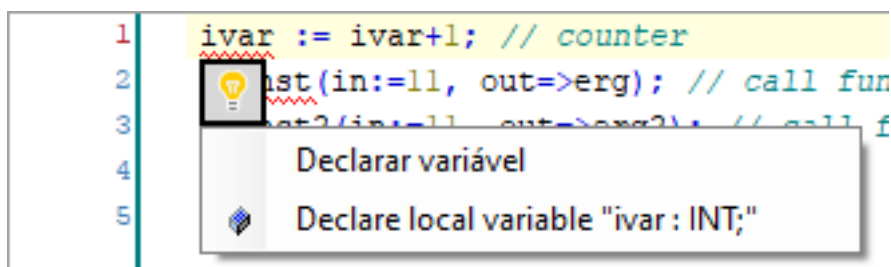 1 ivar := ivar+1; // counter
2 nst(in:=11, out=>erg); // call fun
3
4 Declarar variável
5 Declare local variable "ivar : INT;"